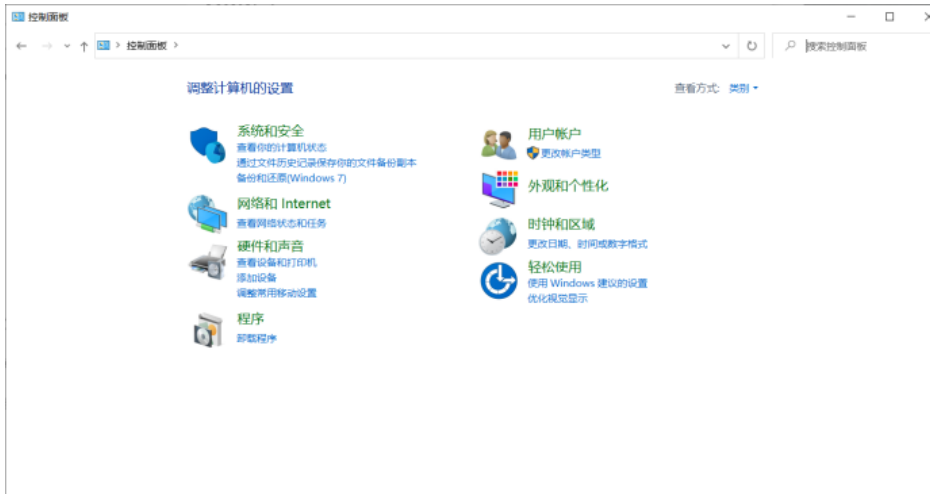 控制面板
控制面板
搜索控制面板
调整计算机的设置
查看方式: 类别
系统和安全
查看你的计算机状态
通过文件历史记录保存你的文件备份副本
备份和还原(Windows 7)
网络和 Internet
查看网络状态和任务
硬件和声音
查看设备和打印机
添加设备
调整常用移动设置
程序
卸载程序
用户帐户
更改帐户类型
外观和个性化
时钟和区域
更改日期、时间或数字格式
轻松使用
使用 Windows 建议的设置
优化视觉显示